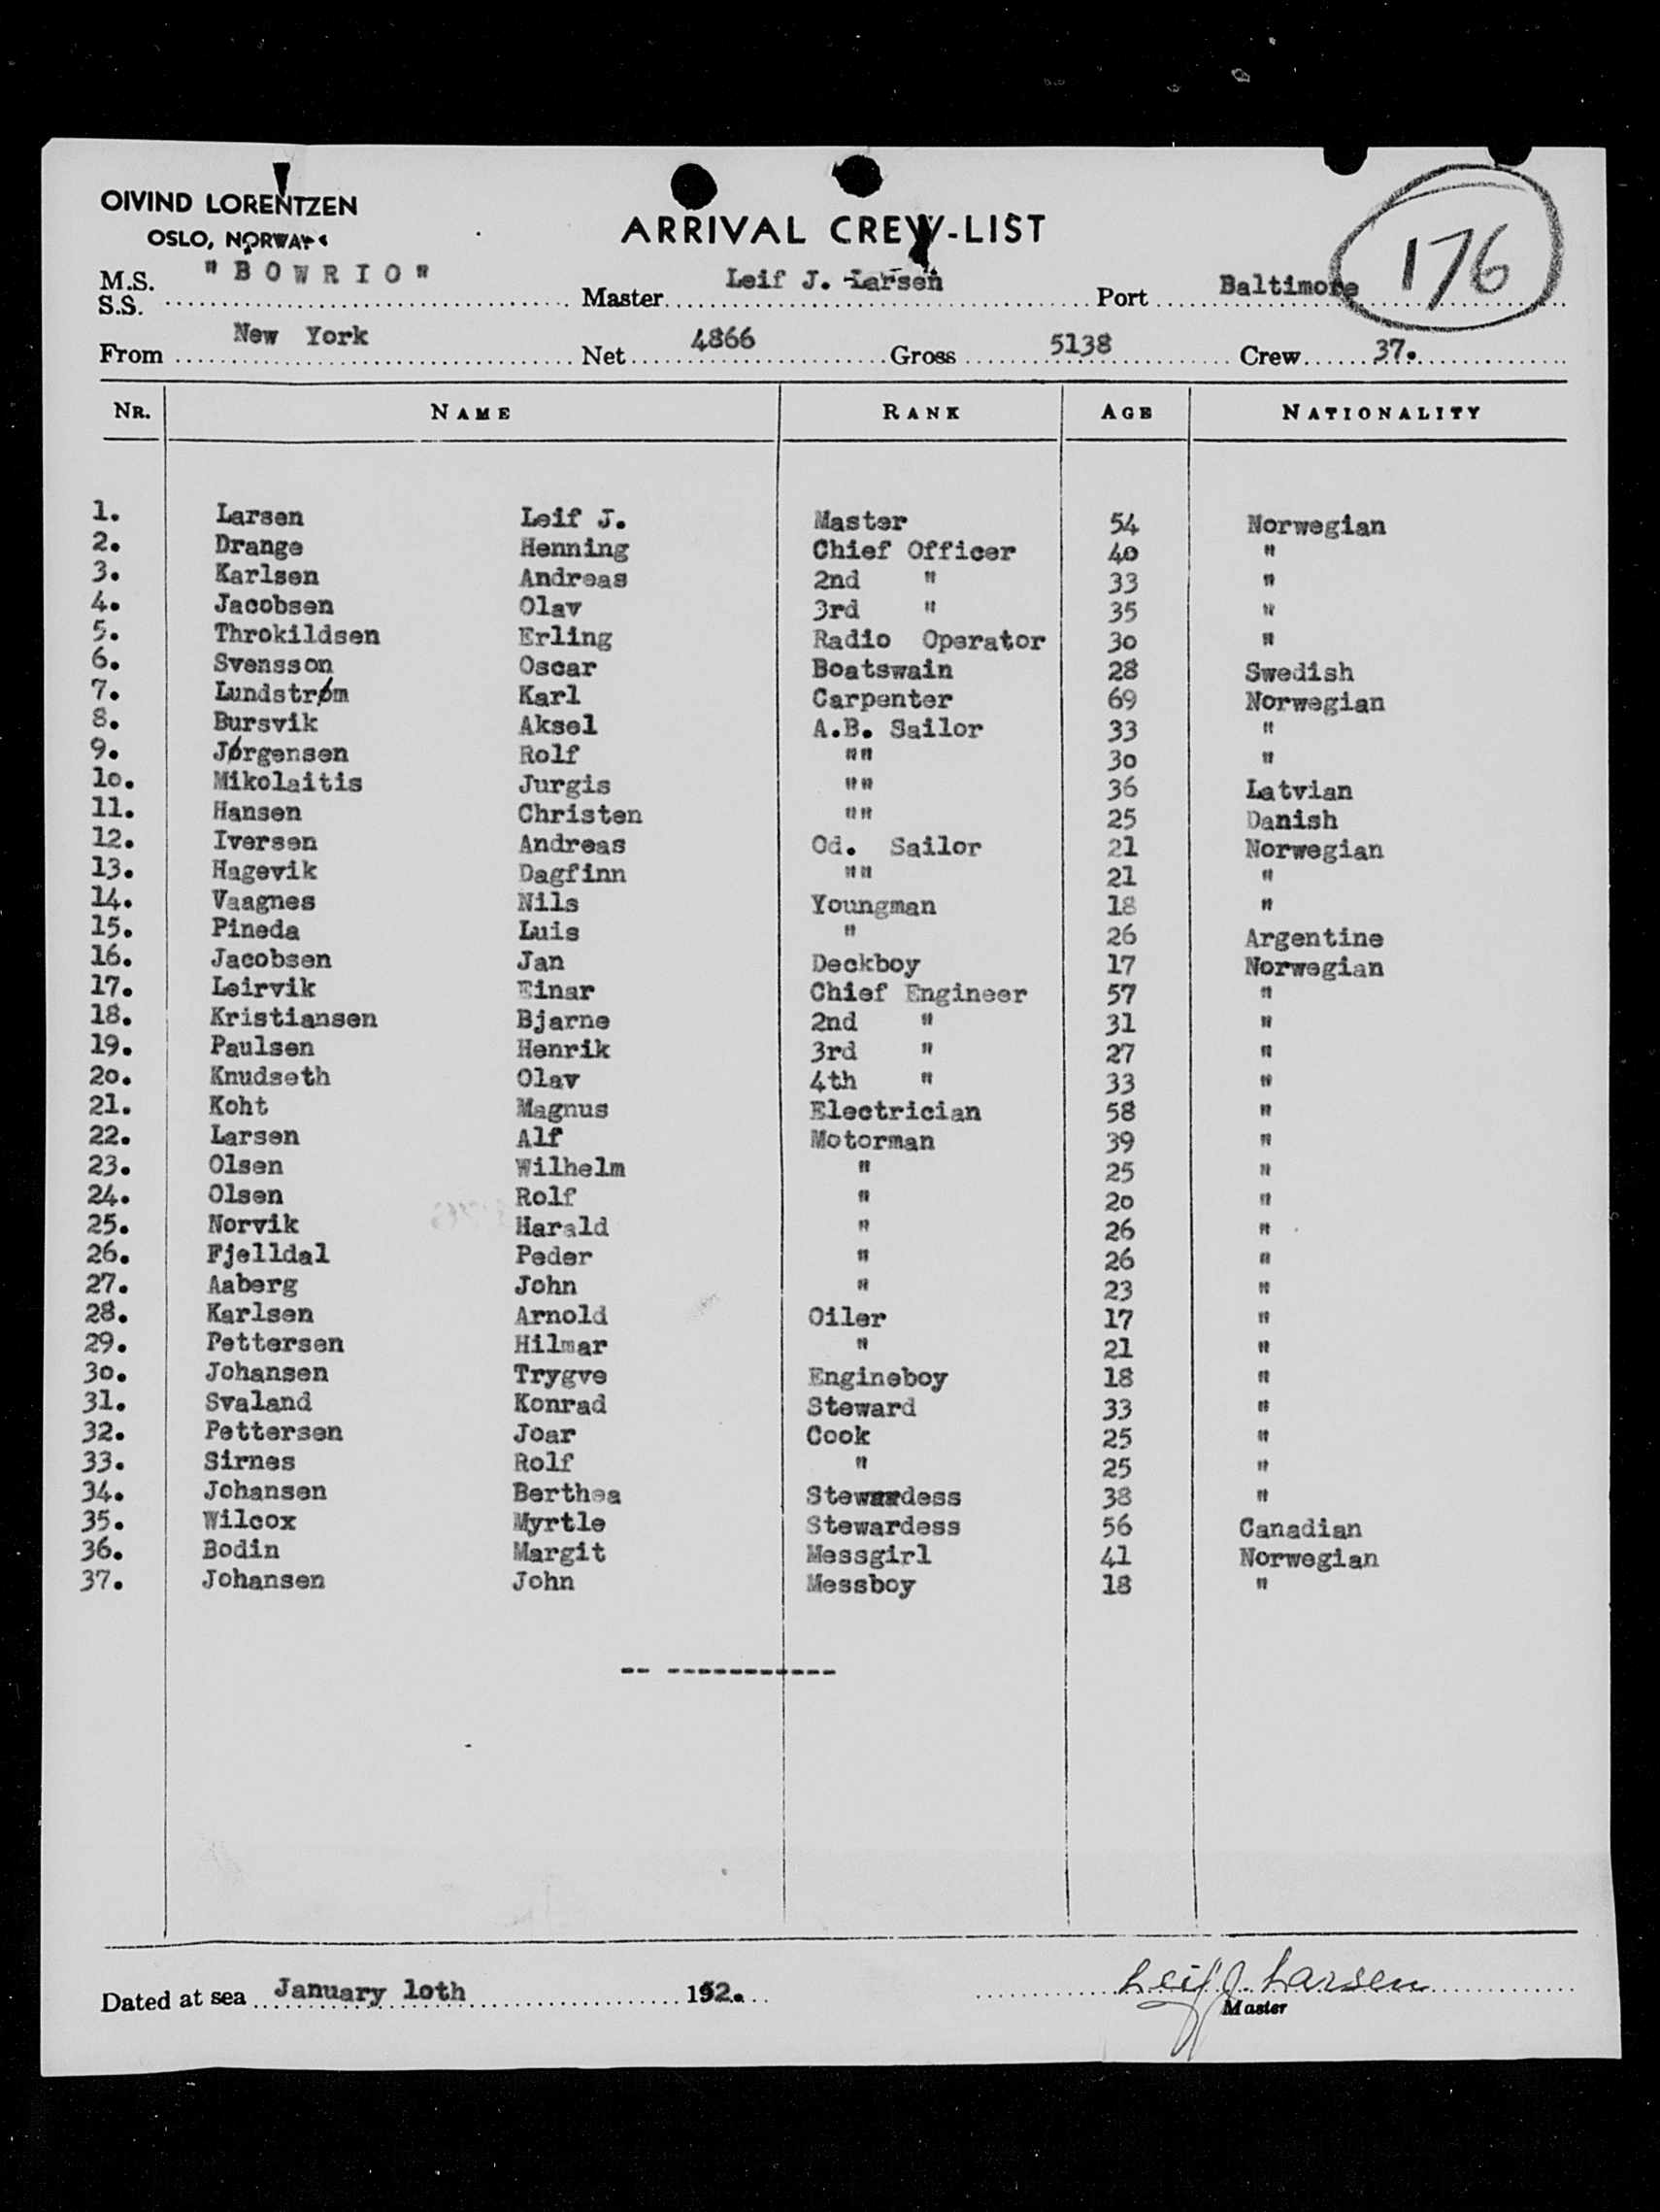 OIVIND LORENTZEN
OSLO, NORWAY
ARRIVAL CREW-LIST
176
M.S. S.S. "BOWRIO" Master Leif J. Larsen Port Baltimore
From New York Net 4866 Gross 5138 Crew 37.
NR. NAME RANK AGE NATIONALITY
1. Larsen Leif J. Master 54 Norwegian
2. Drange Henning Chief Officer 4o "
3. Karlsen Andreas 2nd " 33 "
4. Jacobsen Olav 3rd " 35 "
5. Throkildsen Erling Radio Operator 3o "
6. Svensson Oscar Boatswain 28 Swedish
7. Lundstrøm Karl Carpenter 69 Norwegian
8. Bursvik Aksel A.B. Sailor 33 "
9. Jørgensen Rolf "" 3o "
1o. Mikolaitis Jurgis "" 36 Latvian
11. Hansen Christen "" 25 Danish
12. Iversen Andreas Od. Sailor 21 Norwegian
13. Hagevik Dagfinn "" 21 "
14. Vaagnes Nils Youngman 18 "
15. Pineda Luis " 26 Argentine
16. Jacobsen Jan Deckboy 17 Norwegian
17. Leirvik Einar Chief Engineer 57 "
18. Kristiansen Bjarne 2nd " 31 "
19. Paulsen Henrik 3rd " 27 "
2o. Knudseth Olav 4th " 33 "
21. Koht Magnus Electrician 58 "
22. Larsen Alf Motorman 39 "
23. Olsen Wilhelm " 25 "
24. Olsen Rolf " 2o "
25. Norvik Harald " 26 "
26. Fjelldal Peder " 26 "
27. Aaberg John " 23 "
28. Karlsen Arnold Oiler 17 "
29. Pettersen Hilmar " 21 "
3o. Johansen Trygve Engineboy 18 "
31. Svaland Konrad Steward 33 "
32. Pettersen Joar Cook 25 "
33. Sirnes Rolf " 25 "
34. Johansen Berthea Stewardess 38 "
35. Wilcox Myrtle Stewardess 56 Canadian
36. Bodin Margit Messgirl 41 Norwegian
37. Johansen John Messboy 18 "
Dated at sea January 1oth 1952. Leif J. Larsen
Master